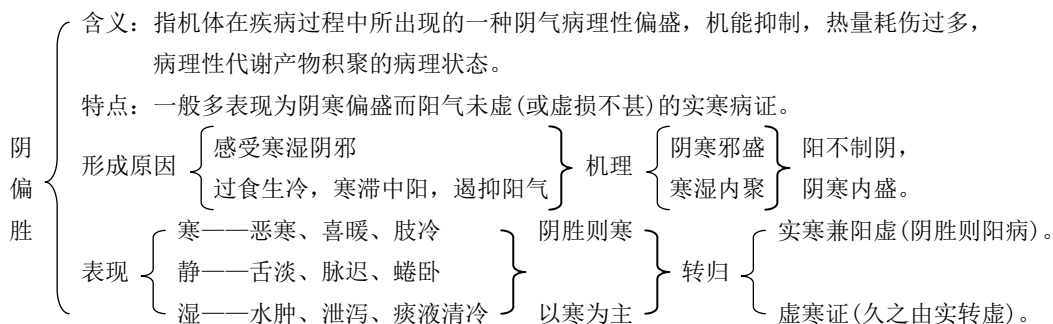 含义：指机体在疾病过程中所出现的一种阴气病理性偏盛，机能抑制，热量耗伤过多，
病理性代谢产物积聚的病理状态。
特点：一般多表现为阴寒偏盛而阳气未虚(或虚损不甚)的实寒病证。
阴偏胜
形成原因
感受寒湿阴邪
过食生冷，寒滞中阳，遏抑阳气
机理
阴寒邪盛
寒湿内聚
阳不制阴，
阴寒内盛。
表现
寒——恶寒、喜暖、肢冷
静——舌淡、脉迟、蜷卧
湿——水肿、泄泻、痰液清冷
阴胜则寒
以寒为主
转归
实寒兼阳虚(阴胜则阳病)。
虚寒证(久之由实转虚)。